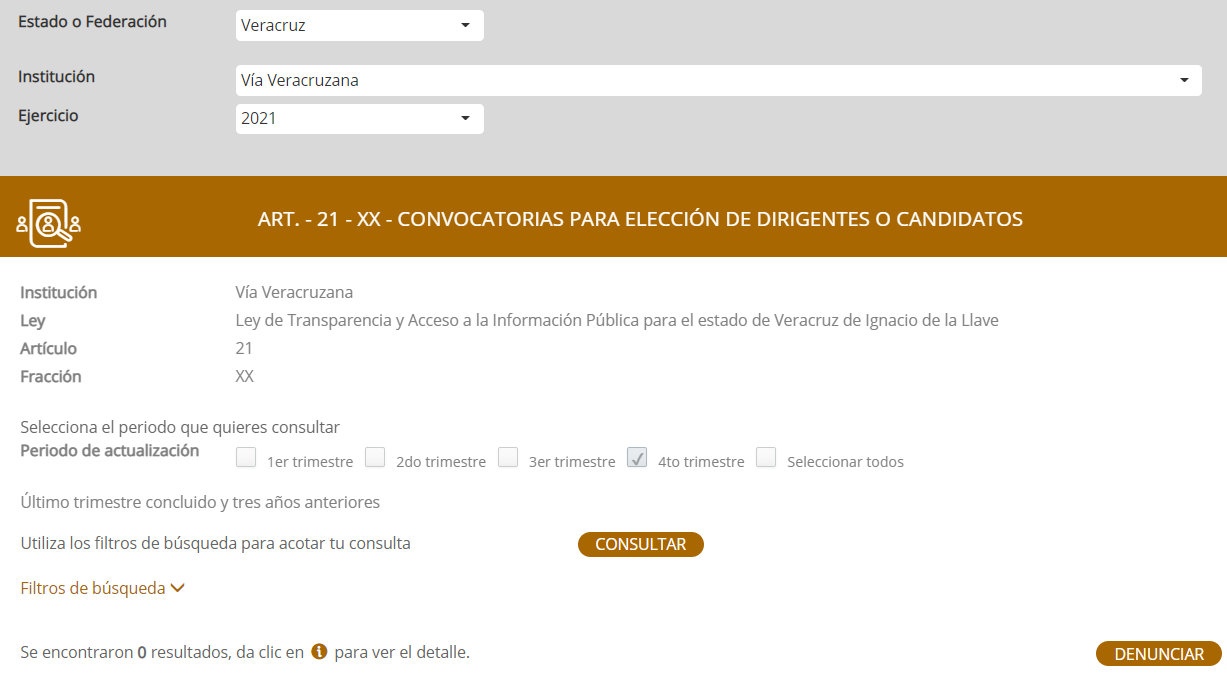 Estado o Federación Veracruz
Institución Vía Veracruzana
Ejercicio 2021
ART. - 21 - XX - CONVOCATORIAS PARA ELECCIÓN DE DIRIGENTES O CANDIDATOS
Institución Vía Veracruzana
Ley Ley de Transparencia y Acceso a la Información Pública para el estado de Veracruz de Ignacio de la Llave
Artículo 21
Fracción XX
Selecciona el periodo que quieres consultar
Periodo de actualización 1er trimestre 2do trimestre 3er trimestre 4to trimestre Seleccionar todos
Último trimestre concluido y tres años anteriores
Utiliza los filtros de búsqueda para acotar tu consulta CONSULTAR
Filtros de búsqueda
Se encontraron 0 resultados, da clic en i para ver el detalle. DENUNCIAR